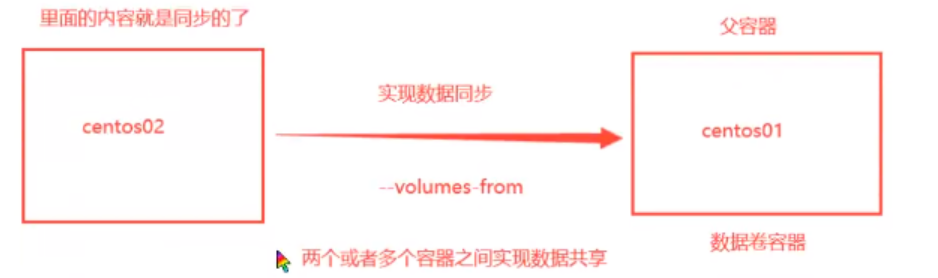 里面的内容就是同步的了
父容器
centos02
实现数据同步
centos01
--volumes-from
数据卷容器
两个或者多个容器之间实现数据共享